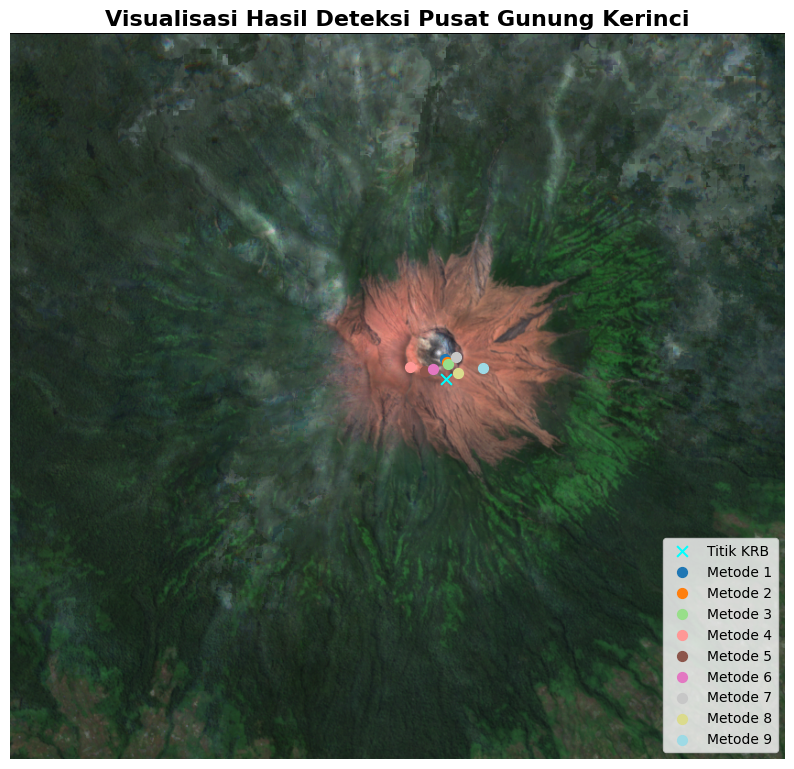 Visualisasi Hasil Deteksi Pusat Gunung Kerinci
Titik KRB
Metode 1
Metode 2
Metode 3
Metode 4
Metode 5
Metode 6
Metode 7
Metode 8
Metode 9